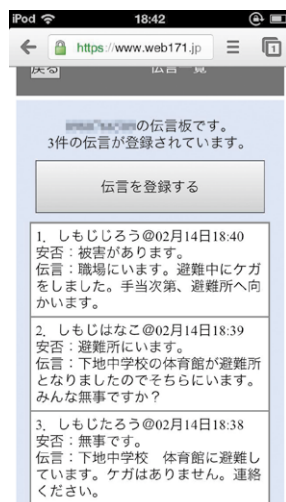 iPod 18:42
https://www.web171.jp
1
戻る 伝言一覧
の伝言板です。
3件の伝言が登録されています。
伝言を登録する
1. しもじじろう@02月14日18:40
安否：被害があります。
伝言：職場にいます。避難中にケガ
をしました。手当次第、避難所へ向
かいます。
2. しもじはなこ@02月14日18:39
安否：避難所にいます。
伝言：下地中学校の体育館が避難所
となりましたのでそちらにいます。
みんな無事ですか？
3. しもじたろう@02月14日18:38
安否：無事です。
伝言：下地中学校　体育館に避難し
ています。ケガはありません。連絡
ください。